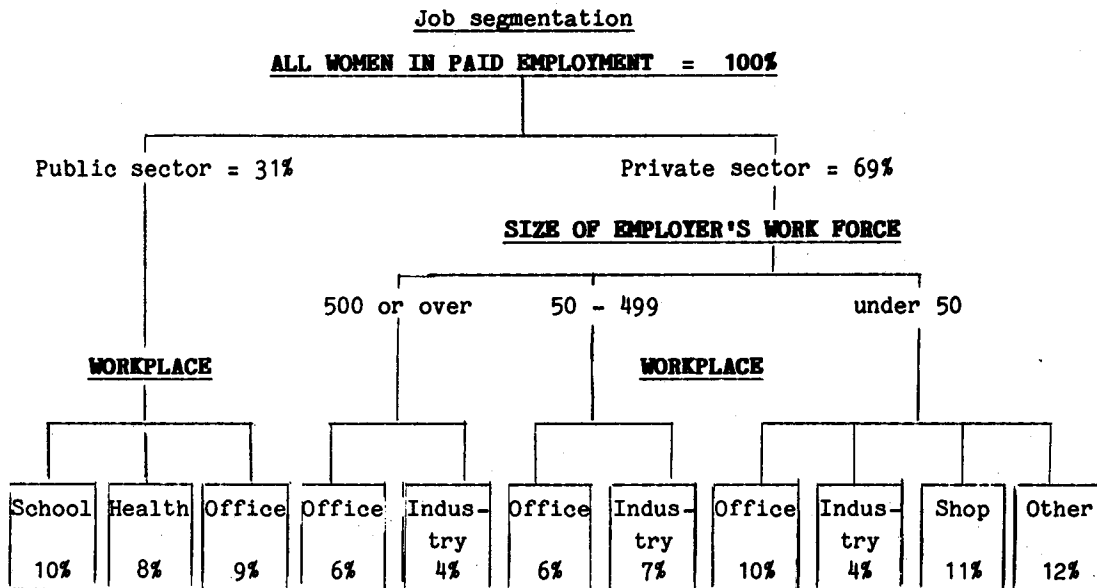 Job segmentation
ALL WOMEN IN PAID EMPLOYMENT = 100%
Public sector = 31% Private sector = 69%
SIZE OF EMPLOYER'S WORK FORCE
500 or over 50 - 499 under 50
WORKPLACE WORKPLACE
School Health Office Office Indus- Office Indus- Office Indus- Shop Other
try try try
10% 8% 9% 6% 4% 6% 7% 10% 4% 11% 12%